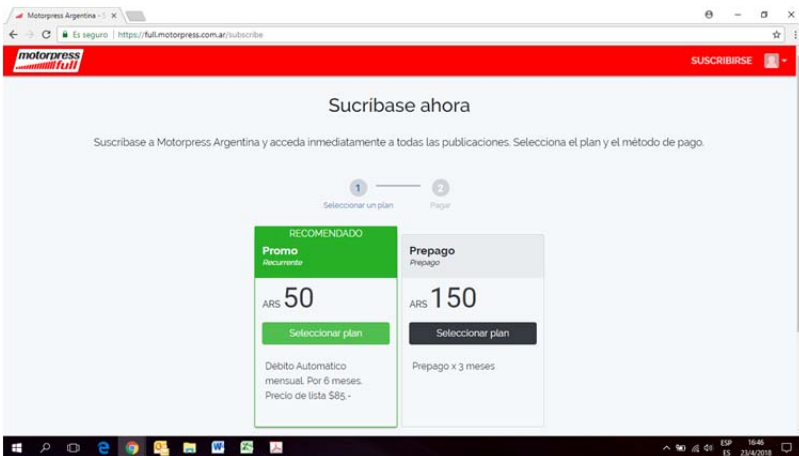 Motorpress Argentina - S
Es seguro | https://full.motorpress.com.ar/subscribe
motorpress
full
SUSCRIBIRSE
Sucríbase ahora
Suscríbase a Motorpress Argentina y acceda inmediatamente a todas las publicaciones. Selecciona el plan y el método de pago.
1
2
Seleccionar un plan
Pagar
RECOMENDADO
Promo
Recurrente
ARS 50
Seleccionar plan
Débito Automatico
mensual. Por 6 meses.
Precio de lista $85.-
Prepago
Prepago
ARS 150
Seleccionar plan
Prepago x 3 meses
ESP
ES
16:46
23/4/2018